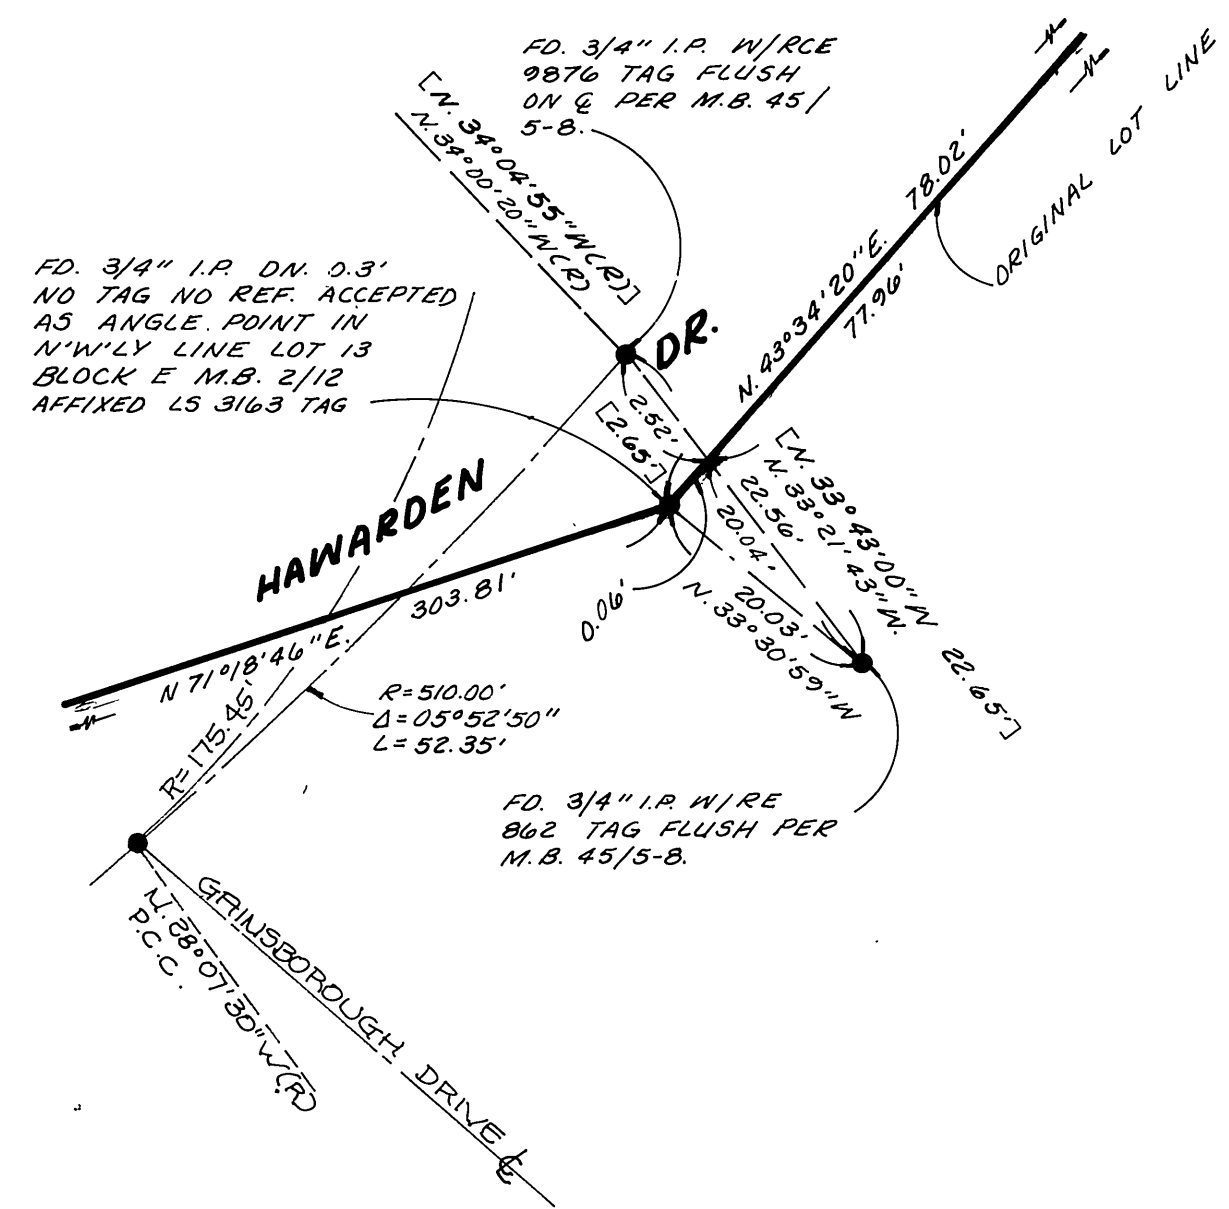 FD. 3/4" I.P. W/RCE
9876 TAG FLUSH
ON ℄ PER M.B. 45/
5-8.
[N. 34°04'55"W(R)]
N. 34°00'20"W(R)
78.02'
N. 43°34'20"E.
77.96'
ORIGINAL LOT LINE
FD. 3/4" I.P. DN. 0.3'
NO TAG NO REF. ACCEPTED
AS ANGLE. POINT IN
N'W'LY LINE LOT 13
BLOCK E M.B. 2/12
AFFIXED LS 3163 TAG
HAWARDEN DR.
2.52'
[2.65']
[N. 33°43'00"W 22.65']
N. 33°21'43"W.
22.56'
20.04'
20.03'
N. 33°30'59"W
0.06'
303.81'
N 71°18'46"E.
R=175.45'
R=510.00'
Δ=05°52'50"
L=52.35'
FD. 3/4" I.P. W/RE
862 TAG FLUSH PER
M.B. 45/5-8.
N. 28°07'30"W(R)
P.C.C.
GAINSBOROUGH DRIVE ℄